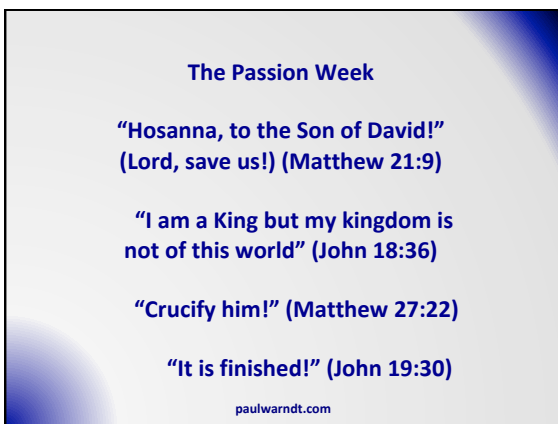 The Passion Week
“Hosanna, to the Son of David!”
(Lord, save us!) (Matthew 21:9)
“I am a King but my kingdom is
not of this world” (John 18:36)
“Crucify him!” (Matthew 27:22)
“It is finished!” (John 19:30)
paulwarndt.com